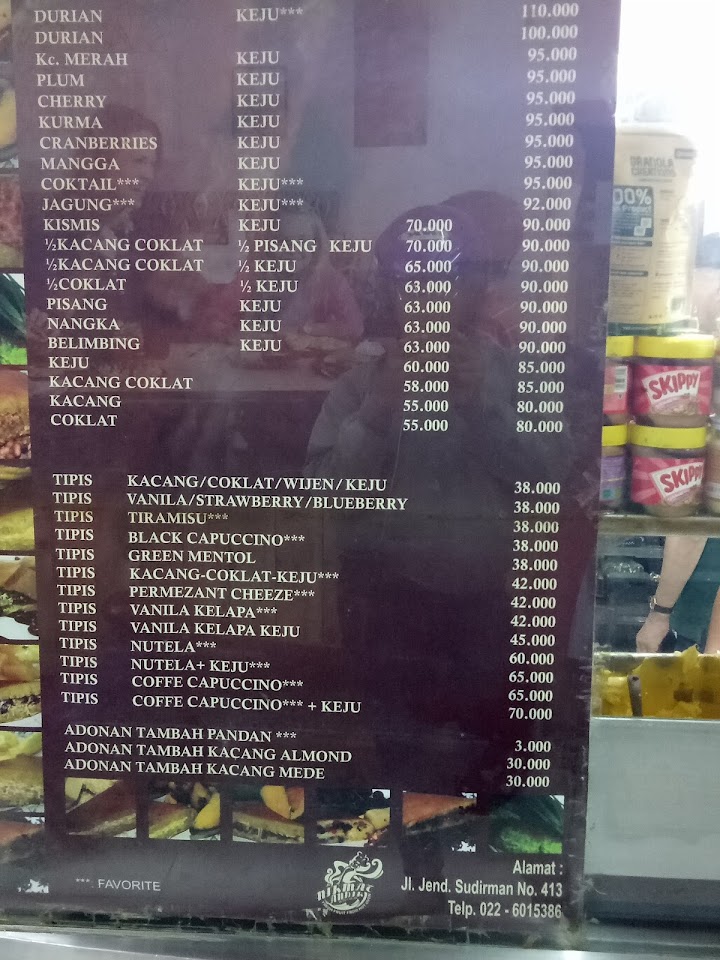 DURIAN KEJU*** 110.000
DURIAN 100.000
Kc. MERAH KEJU 95.000
PLUM KEJU 95.000
CHERRY KEJU 95.000
KURMA KEJU 95.000
CRANBERRIES KEJU 95.000
MANGGA KEJU 95.000
COKTAIL*** KEJU*** 95.000
JAGUNG*** KEJU*** 92.000
KISMIS KEJU 70.000 90.000
½KACANG COKLAT ½ PISANG KEJU 70.000 90.000
½KACANG COKLAT ½ KEJU 65.000 90.000
½COKLAT ½ KEJU 63.000 90.000
PISANG KEJU 63.000 90.000
NANGKA KEJU 63.000 90.000
BELIMBING KEJU 63.000 90.000
KEJU 60.000 85.000
KACANG COKLAT 58.000 85.000
KACANG 55.000 80.000
COKLAT 55.000 80.000
TIPIS KACANG/COKLAT/WIJEN/KEJU 38.000
TIPIS VANILA/STRAWBERRY/BLUEBERRY 38.000
TIPIS TIRAMISU*** 38.000
TIPIS BLACK CAPUCCINO*** 38.000
TIPIS GREEN MENTOL 38.000
TIPIS KACANG-COKLAT-KEJU*** 42.000
TIPIS PERMEZANT CHEEZE*** 42.000
TIPIS VANILA KELAPA*** 42.000
TIPIS VANILA KELAPA KEJU 45.000
TIPIS NUTELA*** 60.000
TIPIS NUTELA+ KEJU*** 65.000
TIPIS COFFE CAPUCCINO*** 65.000
TIPIS COFFE CAPUCCINO*** + KEJU 70.000
ADONAN TAMBAH PANDAN *** 3.000
ADONAN TAMBAH KACANG ALMOND 30.000
ADONAN TAMBAH KACANG MEDE 30.000
***. FAVORITE
nikmat
Alamat :
Jl. Jend. Sudirman No. 413
Telp. 022 - 6015386
GRANOLA
CREATIONS
SKIPPY
SKIPPY